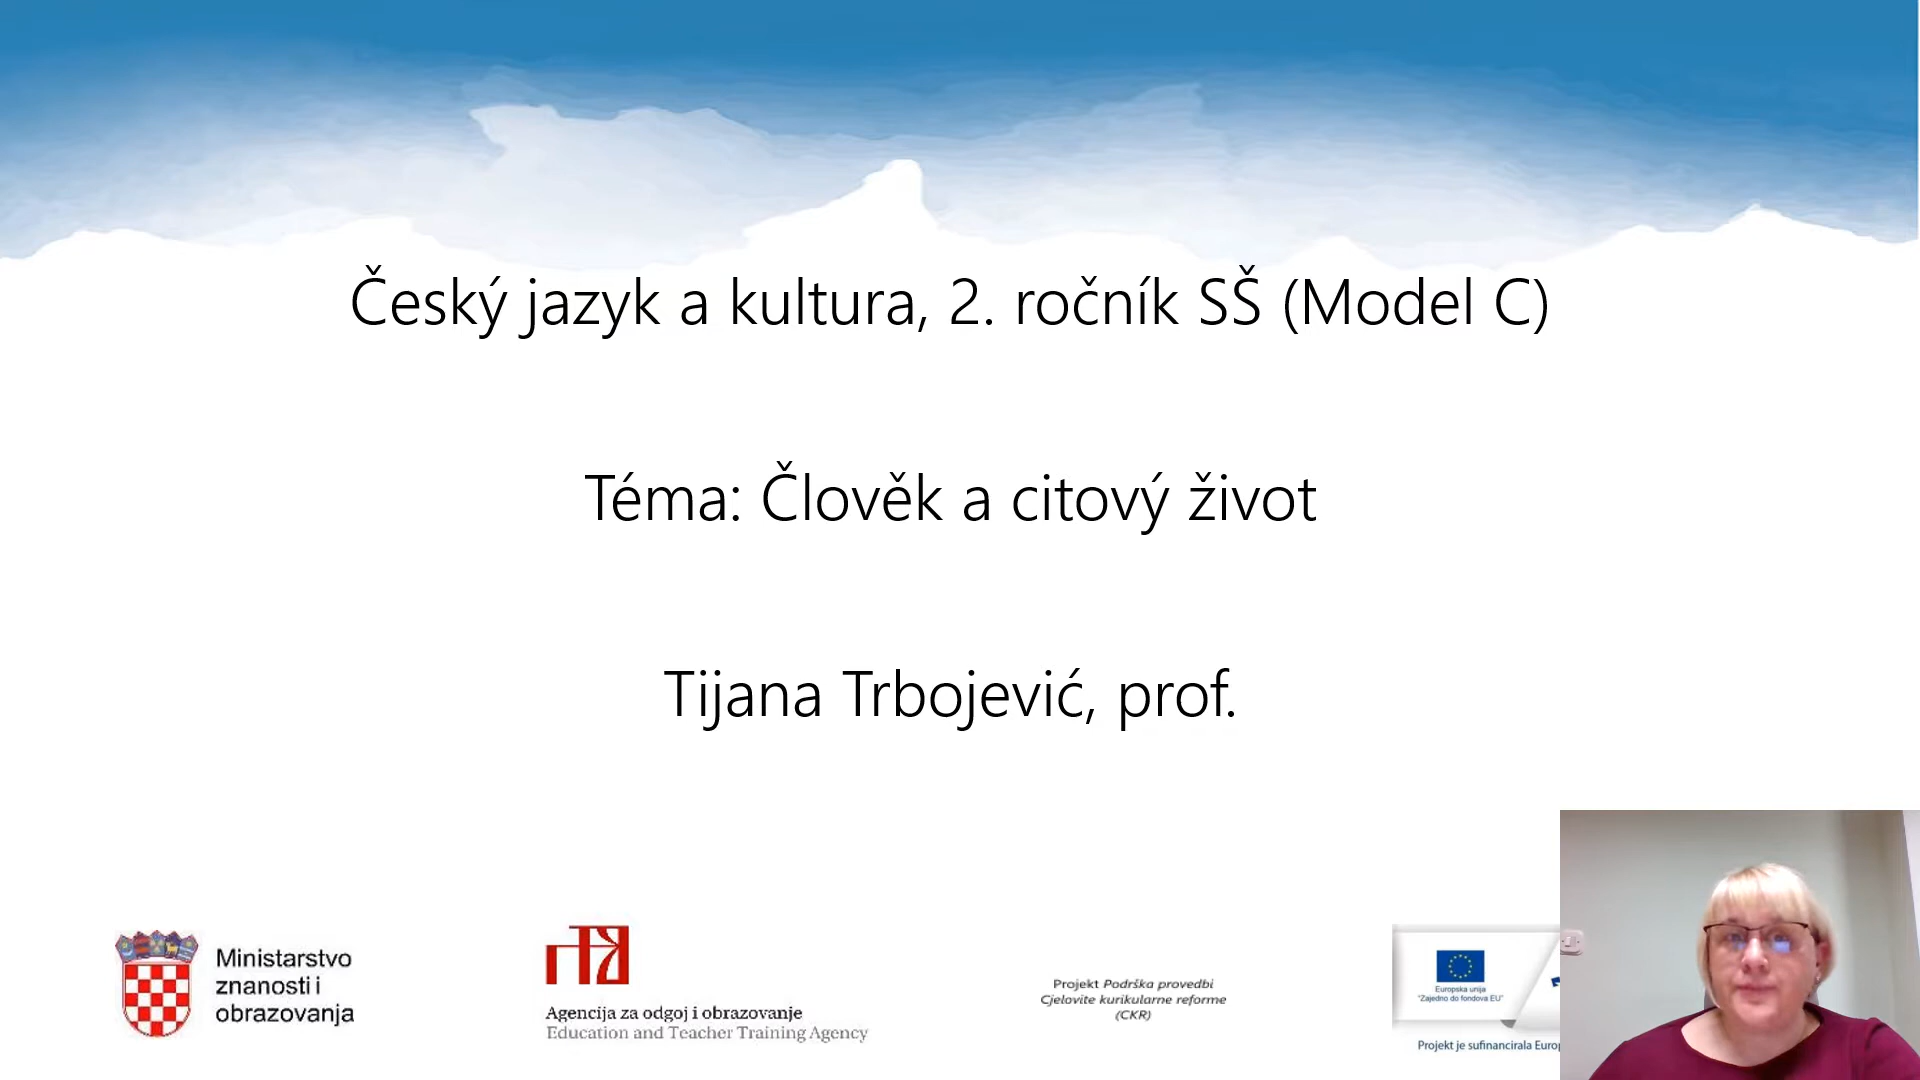 Český jazyk a kultura, 2. ročník SŠ (Model C)
Téma: Člověk a citový život
Tijana Trbojević, prof.
Ministarstvo
znanosti i
obrazovanja
Agencija za odgoj i obrazovanje
Education and Teacher Training Agency
Projekt Podrška provedbi
Cjelovite kurikularne reforme
(CKR)
Europska unija
"Zajedno do fondova EU"
Projekt je sufinancirala